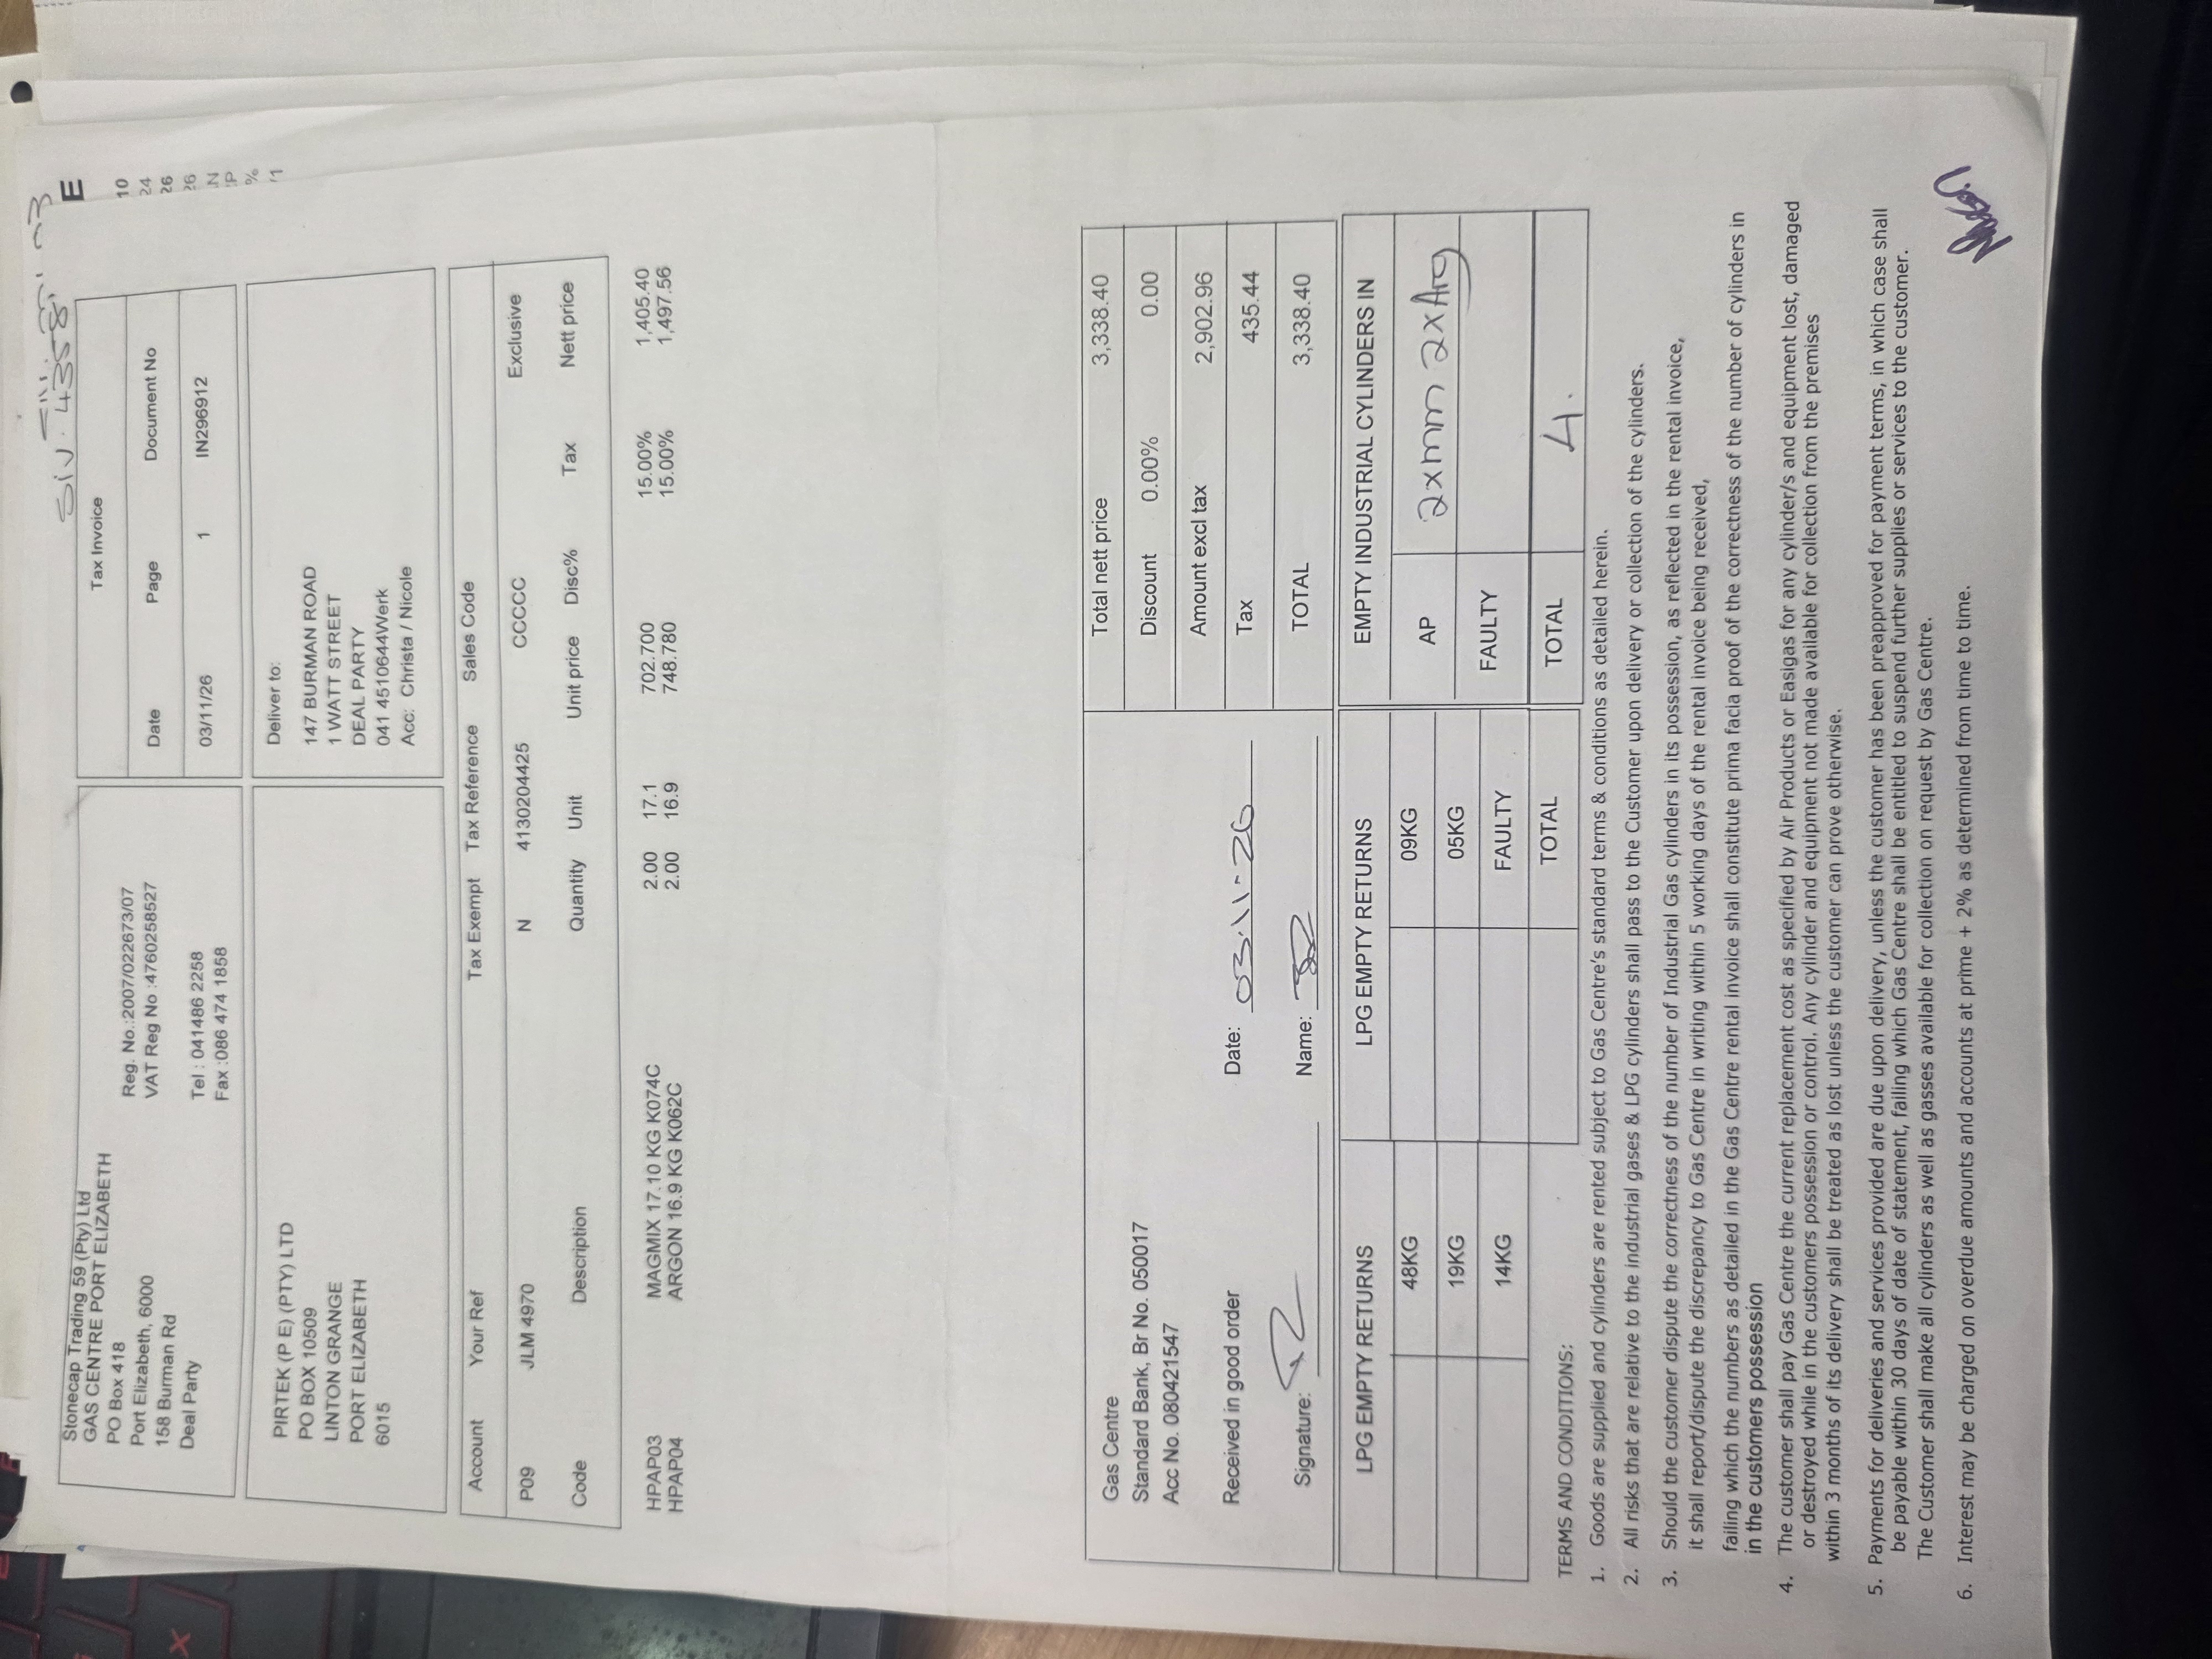 SiV. 4358
Stonecap Trading 59 (Pty) Ltd
GAS CENTRE PORT ELIZABETH
PO Box 418
Port Elizabeth, 6000
158 Burman Rd
Deal Party
Reg. No.:2007/022673/07
VAT Reg No :4760258527
Tel : 041486 2258
Fax :086 474 1858
Tax Invoice
Date Page Document No
03/11/26 1 IN296912
E
10
24
26
26
N
P
%
/1
PIRTEK (P E) (PTY) LTD
PO BOX 10509
LINTON GRANGE
PORT ELIZABETH
6015
Deliver to:
147 BURMAN ROAD
1 WATT STREET
DEAL PARTY
041 4510644Werk
Acc: Christa / Nicole
Account Your Ref Tax Exempt Tax Reference Sales Code
P09 JLM 4970 N 4130204425 CCCCC Exclusive
Code Description Quantity Unit Unit price Disc% Tax Nett price
HPAP03 MAGMIX 17.10 KG K074C 2.00 17.1 702.700 15.00% 1,405.40
HPAP04 ARGON 16.9 KG K062C 2.00 16.9 748.780 15.00% 1,497.56
Gas Centre
Standard Bank, Br No. 050017
Acc No. 080421547
Received in good order Date: 03.11.26
Signature: Name:
Total nett price 3,338.40
Discount 0.00% 0.00
Amount excl tax 2,902.96
Tax 435.44
TOTAL 3,338.40
LPG EMPTY RETURNS LPG EMPTY RETURNS EMPTY INDUSTRIAL CYLINDERS IN
48KG 09KG AP 2xmm 2xArg
19KG 05KG
14KG FAULTY FAULTY
TOTAL TOTAL 4.
TERMS AND CONDITIONS:
1. Goods are supplied and cylinders are rented subject to Gas Centre's standard terms & conditions as detailed herein.
2. All risks that are relative to the industrial gases & LPG cylinders shall pass to the Customer upon delivery or collection of the cylinders.
3. Should the customer dispute the correctness of the number of Industrial Gas cylinders in its possession, as reflected in the rental invoice,
it shall report/dispute the discrepancy to Gas Centre in writing within 5 working days of the rental invoice being received,
failing which the numbers as detailed in the Gas Centre rental invoice shall constitute prima facia proof of the correctness of the number of cylinders in
in the customers possession
4. The customer shall pay Gas Centre the current replacement cost as specified by Air Products or Easigas for any cylinder/s and equipment lost, damaged
or destroyed while in the customers possession or control. Any cylinder and equipment not made available for collection from the premises
within 3 months of its delivery shall be treated as lost unless the customer can prove otherwise.
5. Payments for deliveries and services provided are due upon delivery, unless the customer has been preapproved for payment terms, in which case shall
be payable within 30 days of date of statement, failing which Gas Centre shall be entitled to suspend further supplies or services to the customer.
The Customer shall make all cylinders as well as gasses available for collection on request by Gas Centre.
6. Interest may be charged on overdue amounts and accounts at prime + 2% as determined from time to time.